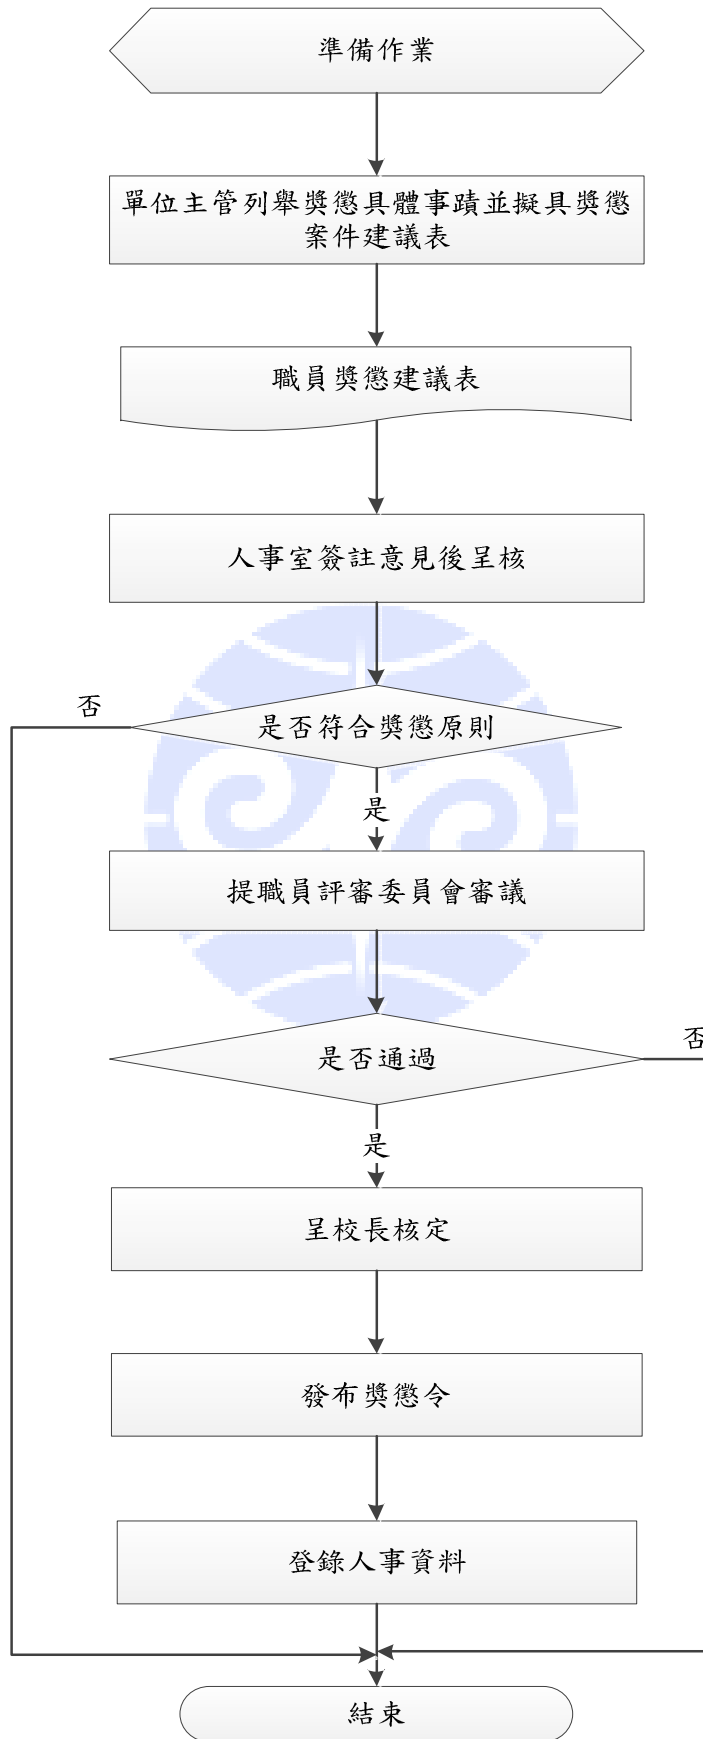 準備作業
單位主管列舉獎懲具體事蹟並擬具獎懲
案件建議表
職員獎懲建議表
人事室簽註意見後呈核
否
是否符合獎懲原則
是
提職員評審委員會審議
否
是否通過
是
呈校長核定
發布獎懲令
登錄人事資料
結束